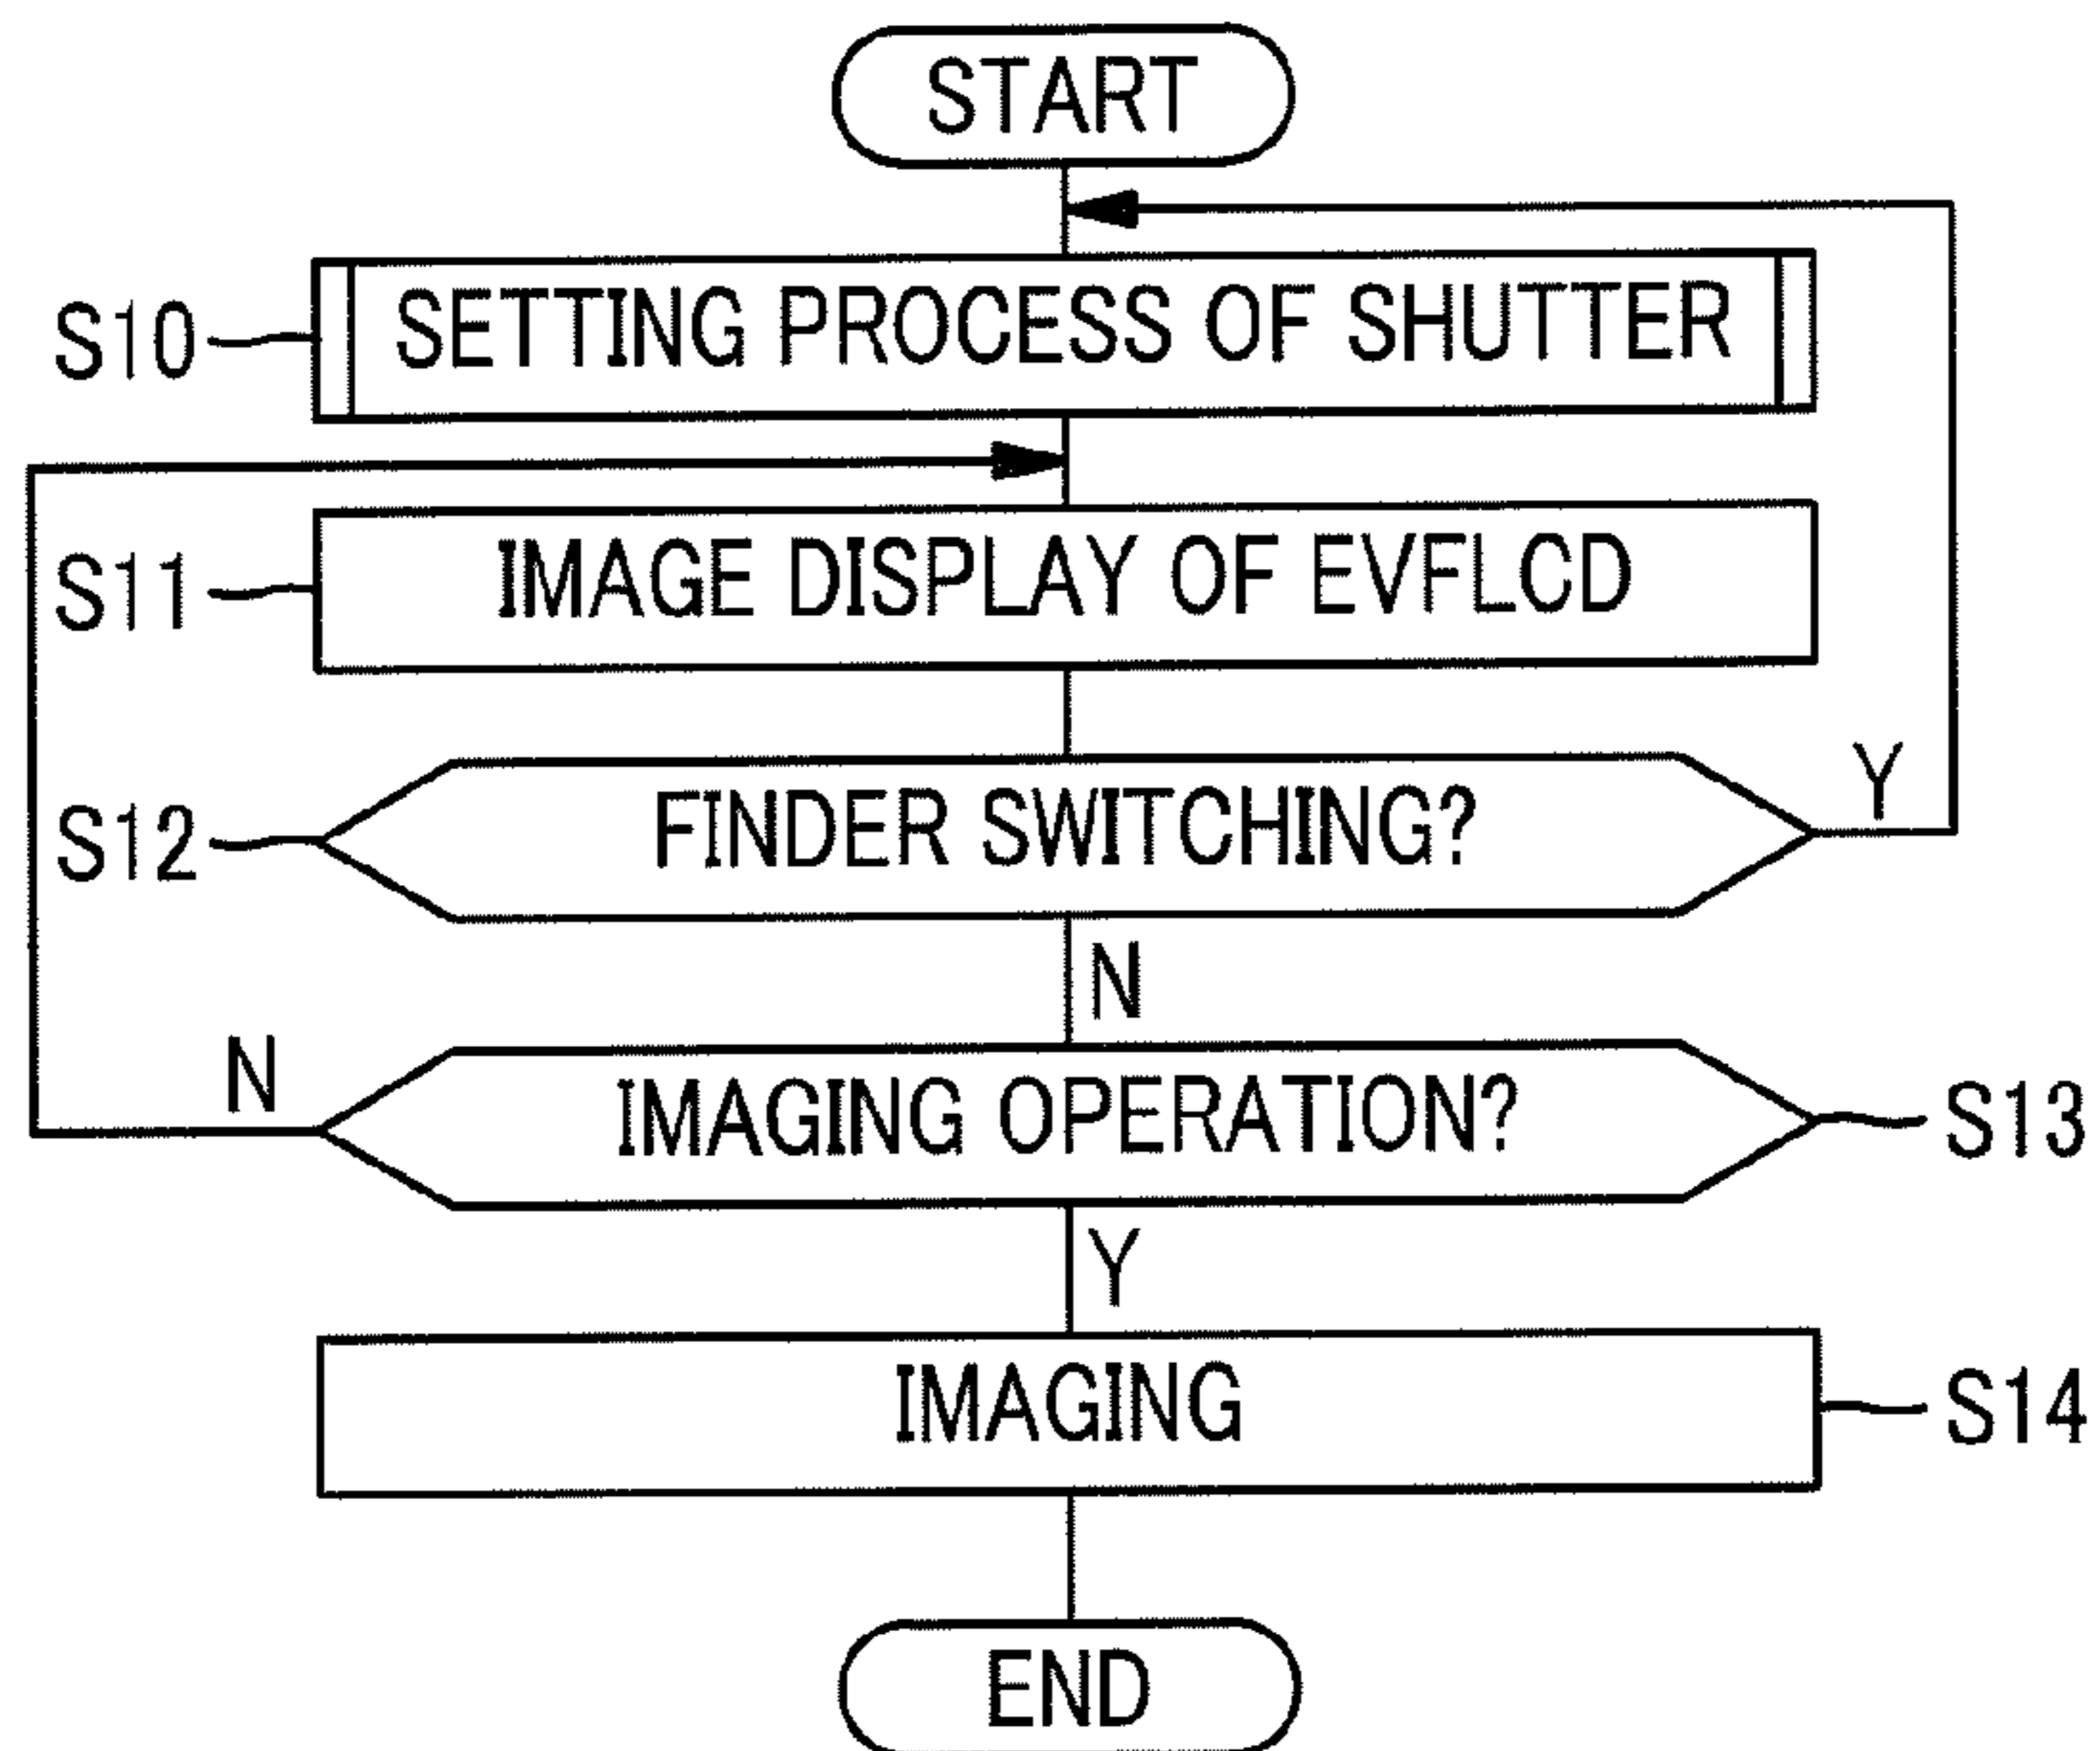 START
S10
SETTING PROCESS OF SHUTTER
S11
IMAGE DISPLAY OF EVFLCD
S12
FINDER SWITCHING?
Y
N
N
IMAGING OPERATION?
S13
Y
IMAGING
S14
END